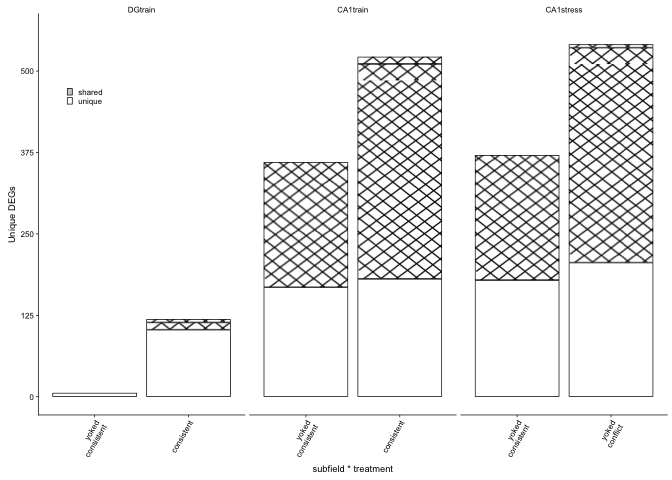 DGtrain
CA1train
CA1stress
500
375
250
125
0
Unique DEGs
shared
unique
yoked
consistent
consistent
yoked
consistent
consistent
yoked
consistent
yoked
conflict
subfield * treatment